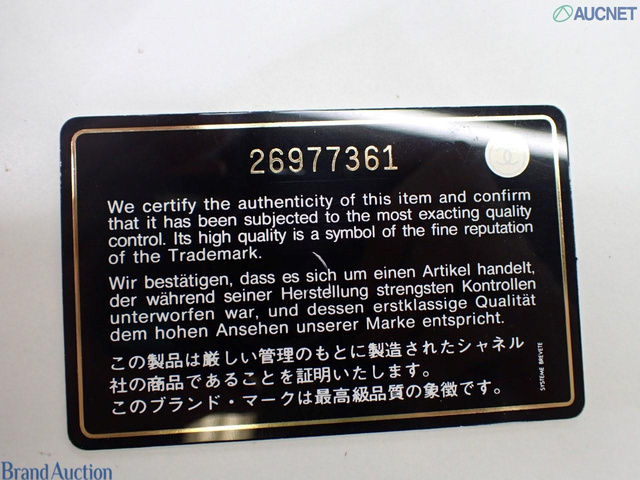 AUCNET
26977361
We certify the authenticity of this item and confirm
that it has been subjected to the most exacting quality
control. Its high quality is a symbol of the fine reputation
of the Trademark.
Wir bestätigen, dass es sich um einen Artikel handelt,
der während seiner Herstellung strengsten Kontrollen
unterworfen war, und dessen erstklassige Qualität
dem hohen Ansehen unserer Marke entspricht.
この製品は厳しい管理のもとに製造されたシャネル
社の商品であることを証明いたします。
このブランド・マークは最高級品質の象徴です。
SYSTEME BREVETE
Brand Auction